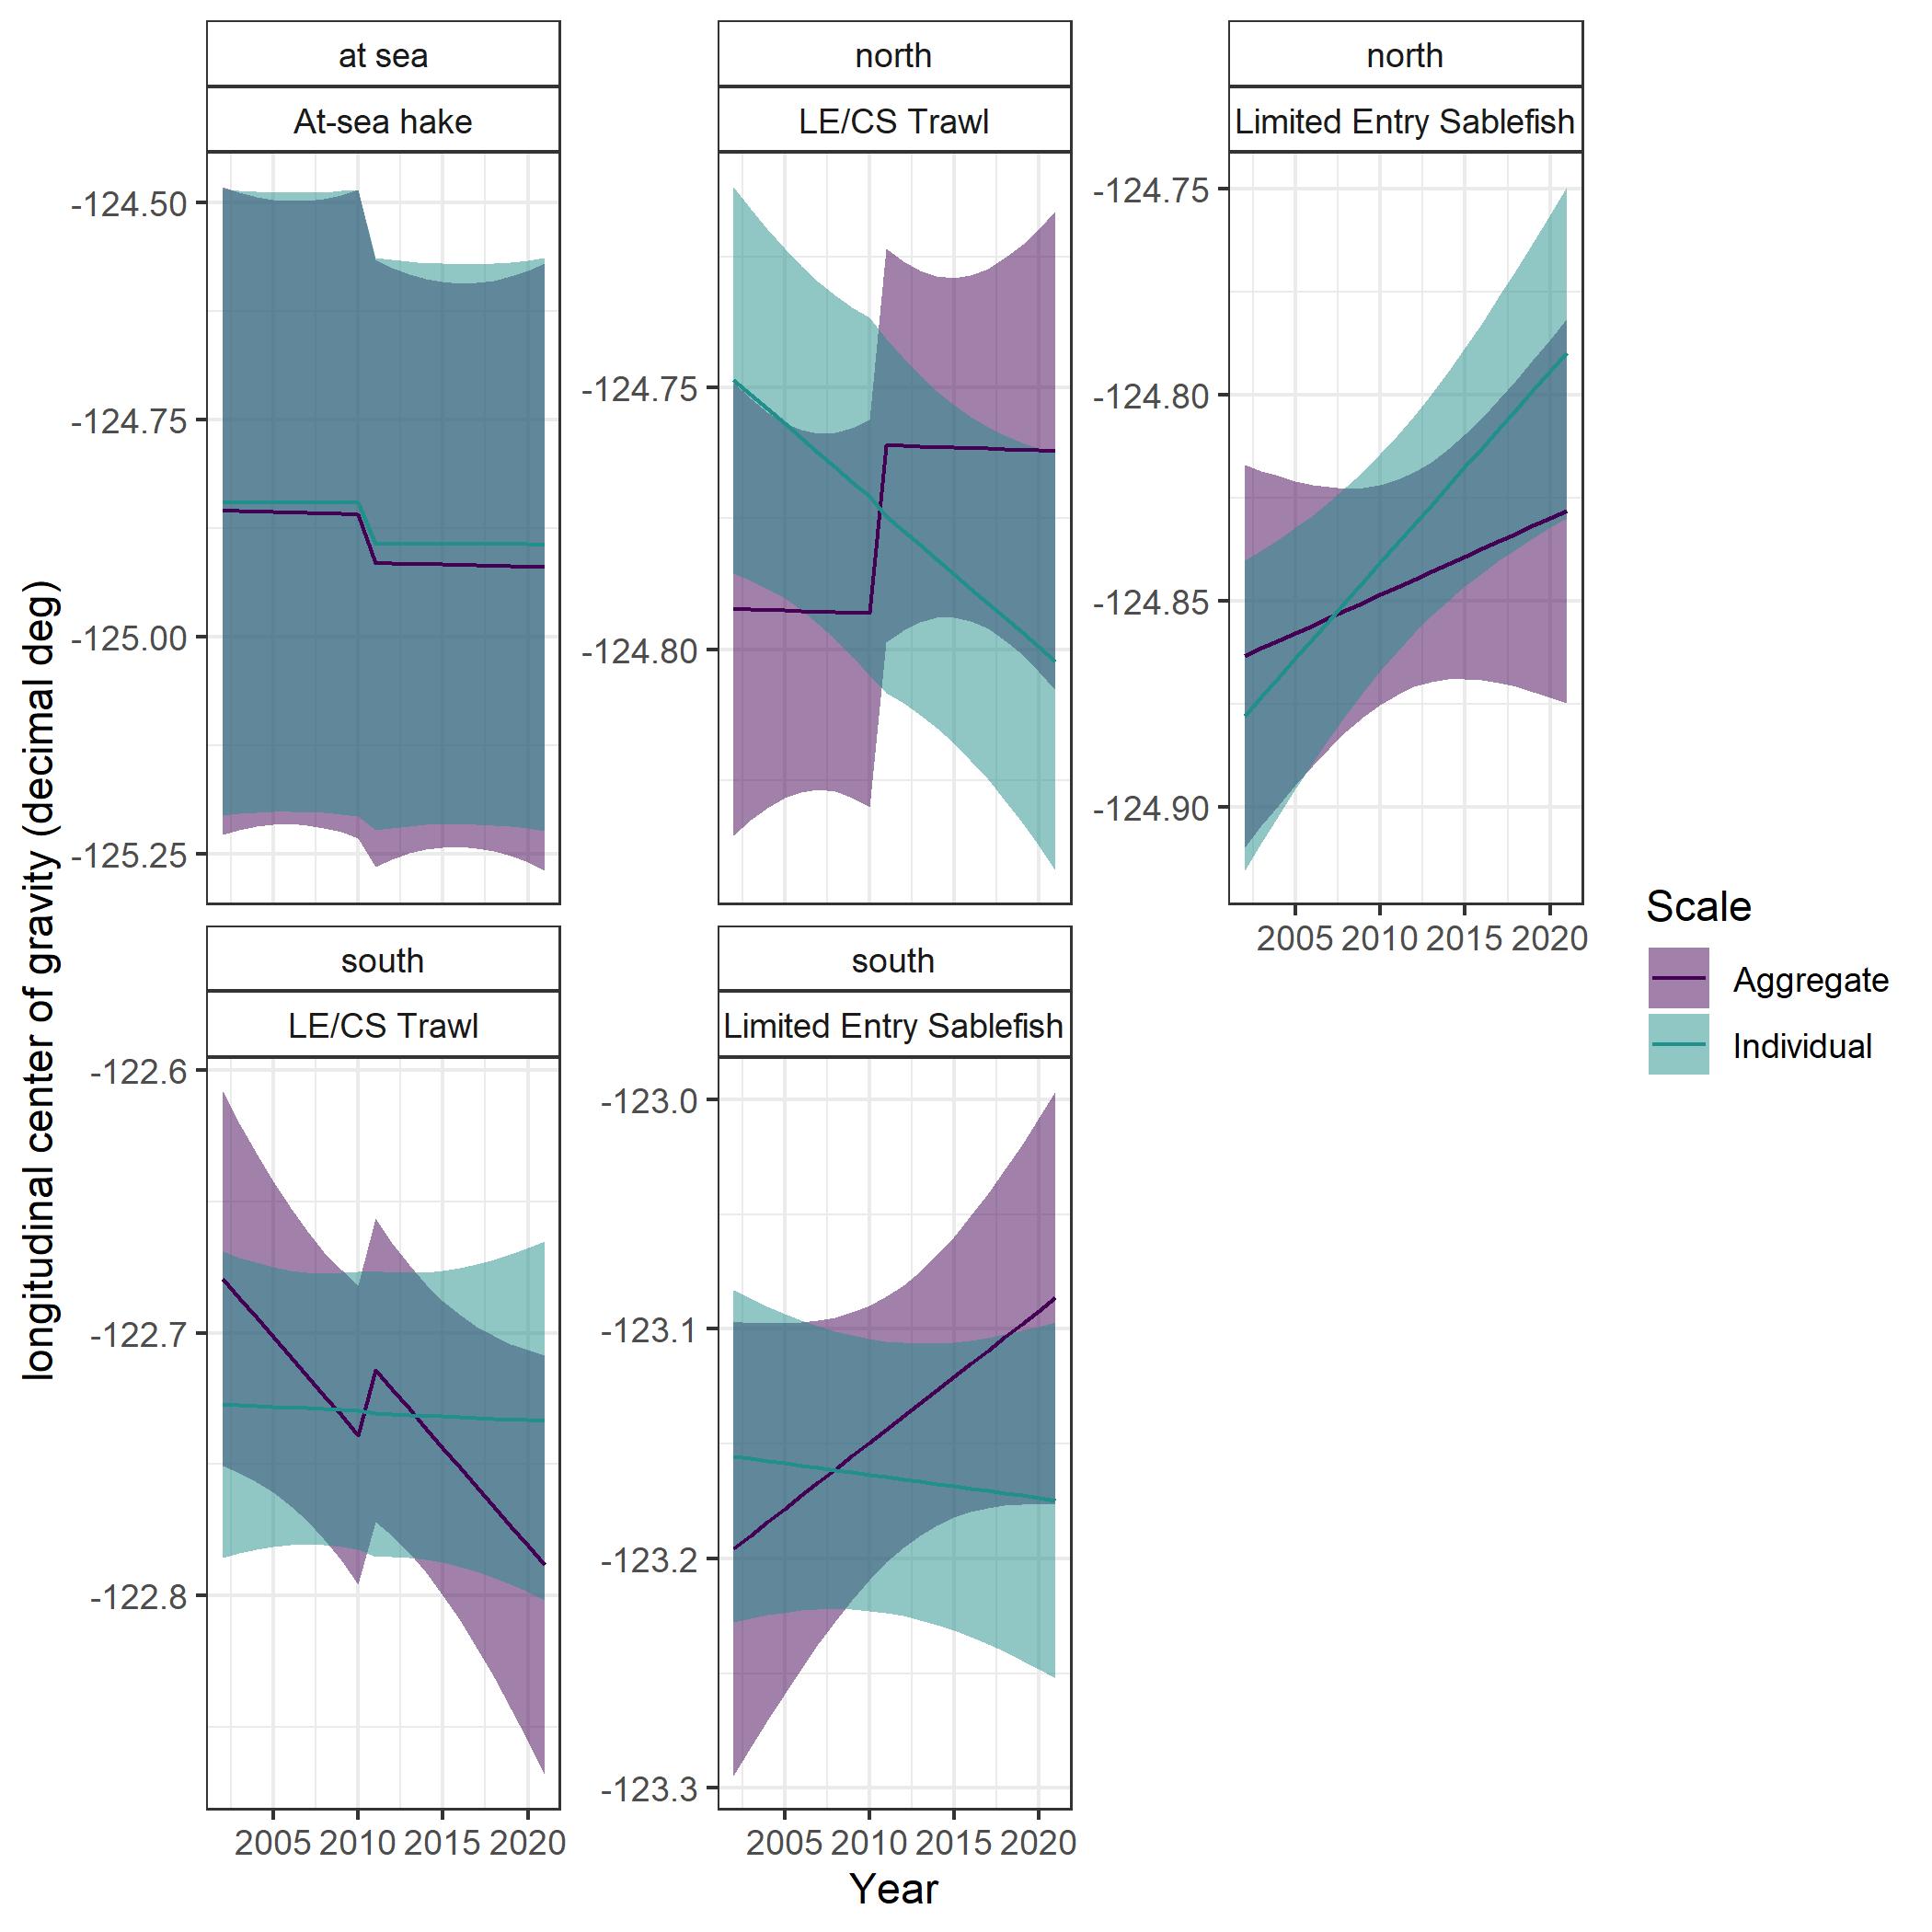 at sea
At-sea hake
-124.50
-124.75
-125.00
-125.25
north
LE/CS Trawl
-124.75
-124.80
north
Limited Entry Sablefish
-124.75
-124.80
-124.85
-124.90
2005 2010 2015 2020
south
LE/CS Trawl
-122.6
-122.7
-122.8
2005 2010 2015 2020
south
Limited Entry Sablefish
-123.0
-123.1
-123.2
-123.3
2005 2010 2015 2020
longitudinal center of gravity (decimal deg)
Year
Scale
Aggregate
Individual